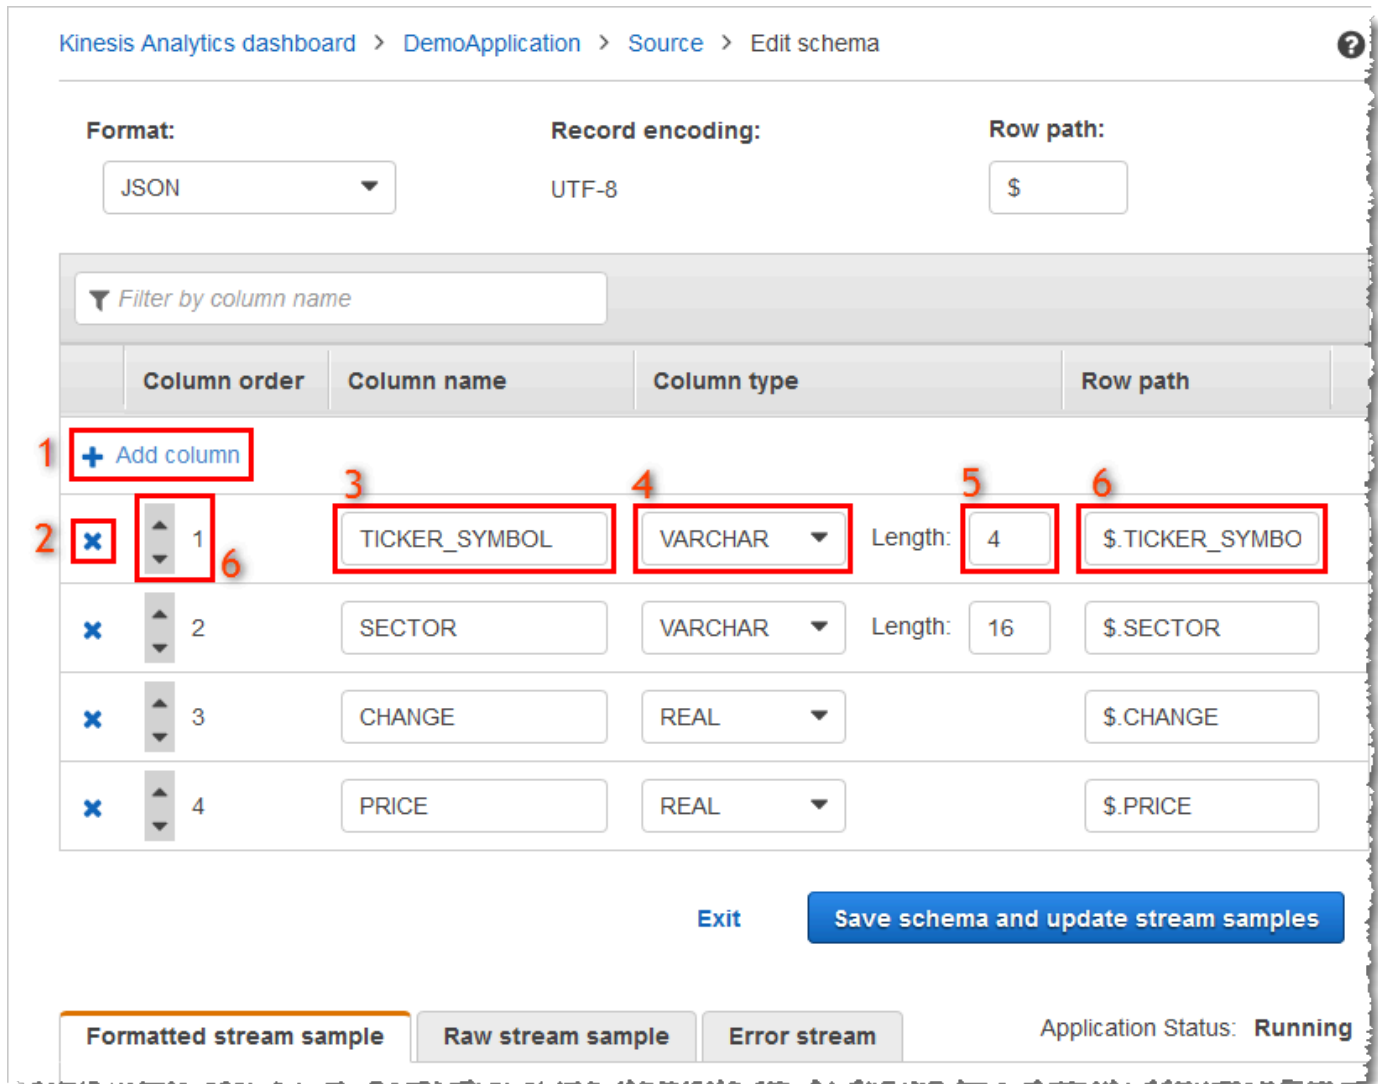 Kinesis Analytics dashboard > DemoApplication > Source > Edit schema ?
Format: Record encoding: Row path:
JSON UTF-8 $
Filter by column name
Column order Column name Column type Row path
1 + Add column
3 4 5 6
2 1 TICKER_SYMBOL VARCHAR Length: 4 $.TICKER_SYMBO
6
2 SECTOR VARCHAR Length: 16 $.SECTOR
3 CHANGE REAL $.CHANGE
4 PRICE REAL $.PRICE
Exit Save schema and update stream samples
Formatted stream sample Raw stream sample Error stream Application Status: Running